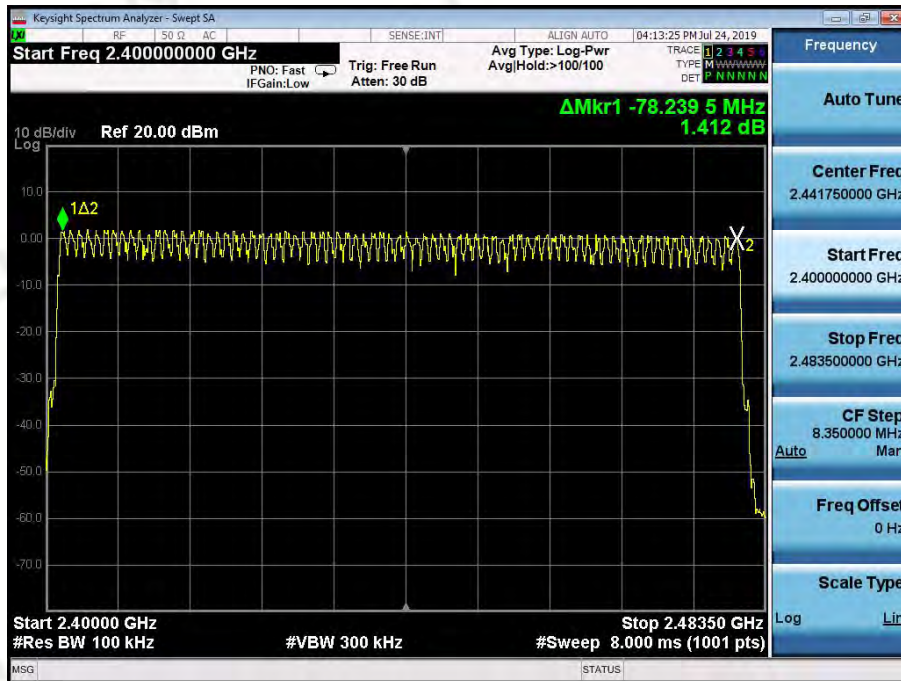 Keysight Spectrum Analyzer - Swept SA
LXI RF 50 Ω AC SENSE:INT ALIGN AUTO 04:13:25 PM Jul 24, 2019
Start Freq 2.400000000 GHz
PNO: Fast
IFGain:Low
Trig: Free Run
Atten: 30 dB
Avg Type: Log-Pwr
Avg|Hold:>100/100
TRACE 1 2 3 4 5 6
TYPE M W W W W W
DET P N N N N N
ΔMkr1 -78.239 5 MHz
1.412 dB
10 dB/div Ref 20.00 dBm
Log
10.0
0.00
-10.0
-20.0
-30.0
-40.0
-50.0
-60.0
-70.0
1Δ2
2
Start 2.40000 GHz
Stop 2.48350 GHz
#Res BW 100 kHz
#VBW 300 kHz
#Sweep 8.000 ms (1001 pts)
MSG
STATUS
Frequency
Auto Tune
Center Freq
2.441750000 GHz
Start Freq
2.400000000 GHz
Stop Freq
2.483500000 GHz
CF Step
8.350000 MHz
Auto Man
Freq Offset
0 Hz
Scale Type
Log Lin